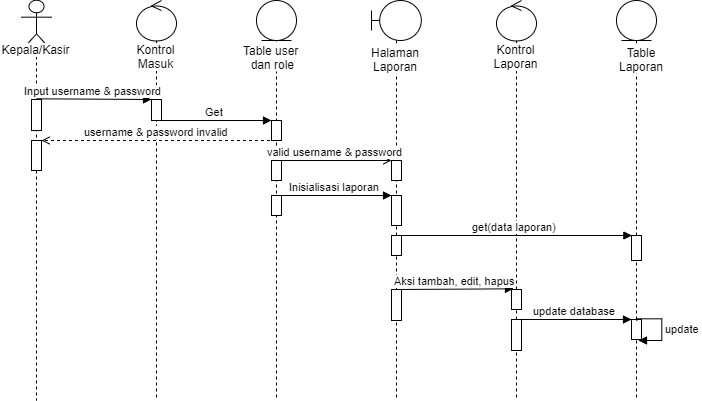 Kepala/Kasir
Kontrol
Masuk
Table user
dan role
Halaman
Laporan
Kontrol
Laporan
Table
Laporan
Input username & password
Get
username & password invalid
valid username & password
Inisialisasi laporan
get(data laporan)
Aksi tambah, edit, hapus
update database
update